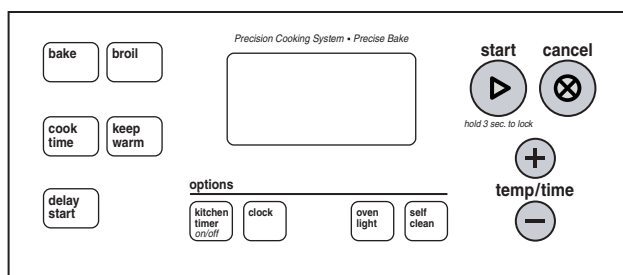 Precision Cooking System • Precise Bake
bake
broil
start
cancel
hold 3 sec. to lock
cook
time
keep
warm
temp/time
delay
start
options
kitchen
timer
on/off
clock
oven
light
self
clean